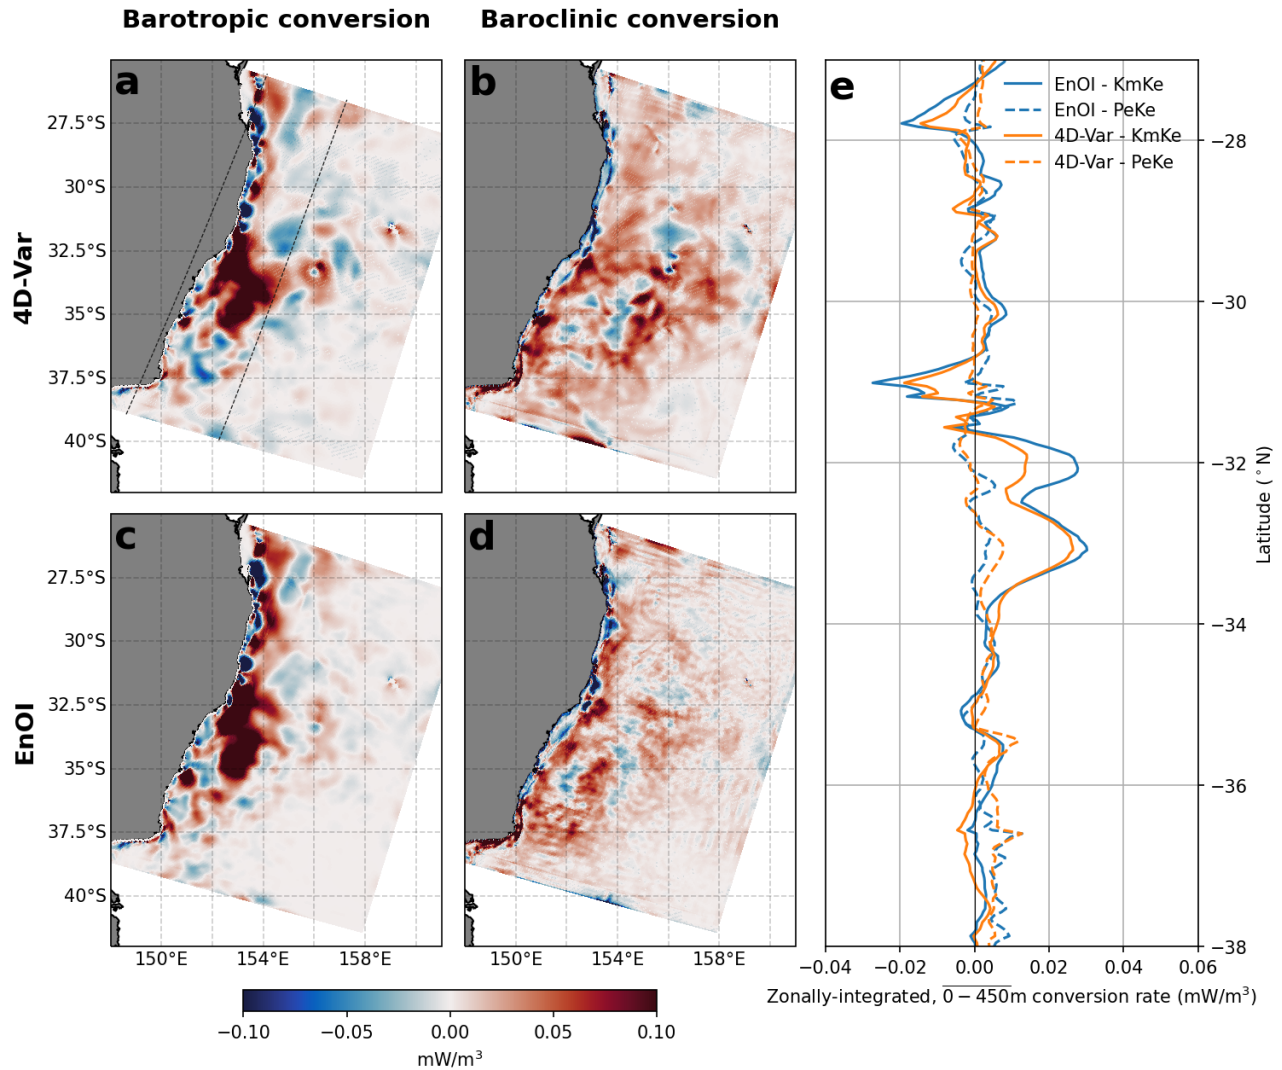 Barotropic conversion
Baroclinic conversion
a
b
e
EnOI - KmKe
EnOI - PeKe
4D-Var - KmKe
4D-Var - PeKe
4D-Var
27.5°S
30°S
32.5°S
35°S
37.5°S
40°S
c
d
EnOI
27.5°S
30°S
32.5°S
35°S
37.5°S
40°S
150°E
154°E
158°E
150°E
154°E
158°E
−28
−30
−32
−34
−36
−38
Latitude (°N)
−0.04
−0.02
0.00
0.02
0.04
0.06
Zonally-integrated, 0 − 450m conversion rate (mW/m³)
−0.10
−0.05
0.00
0.05
0.10
mW/m³